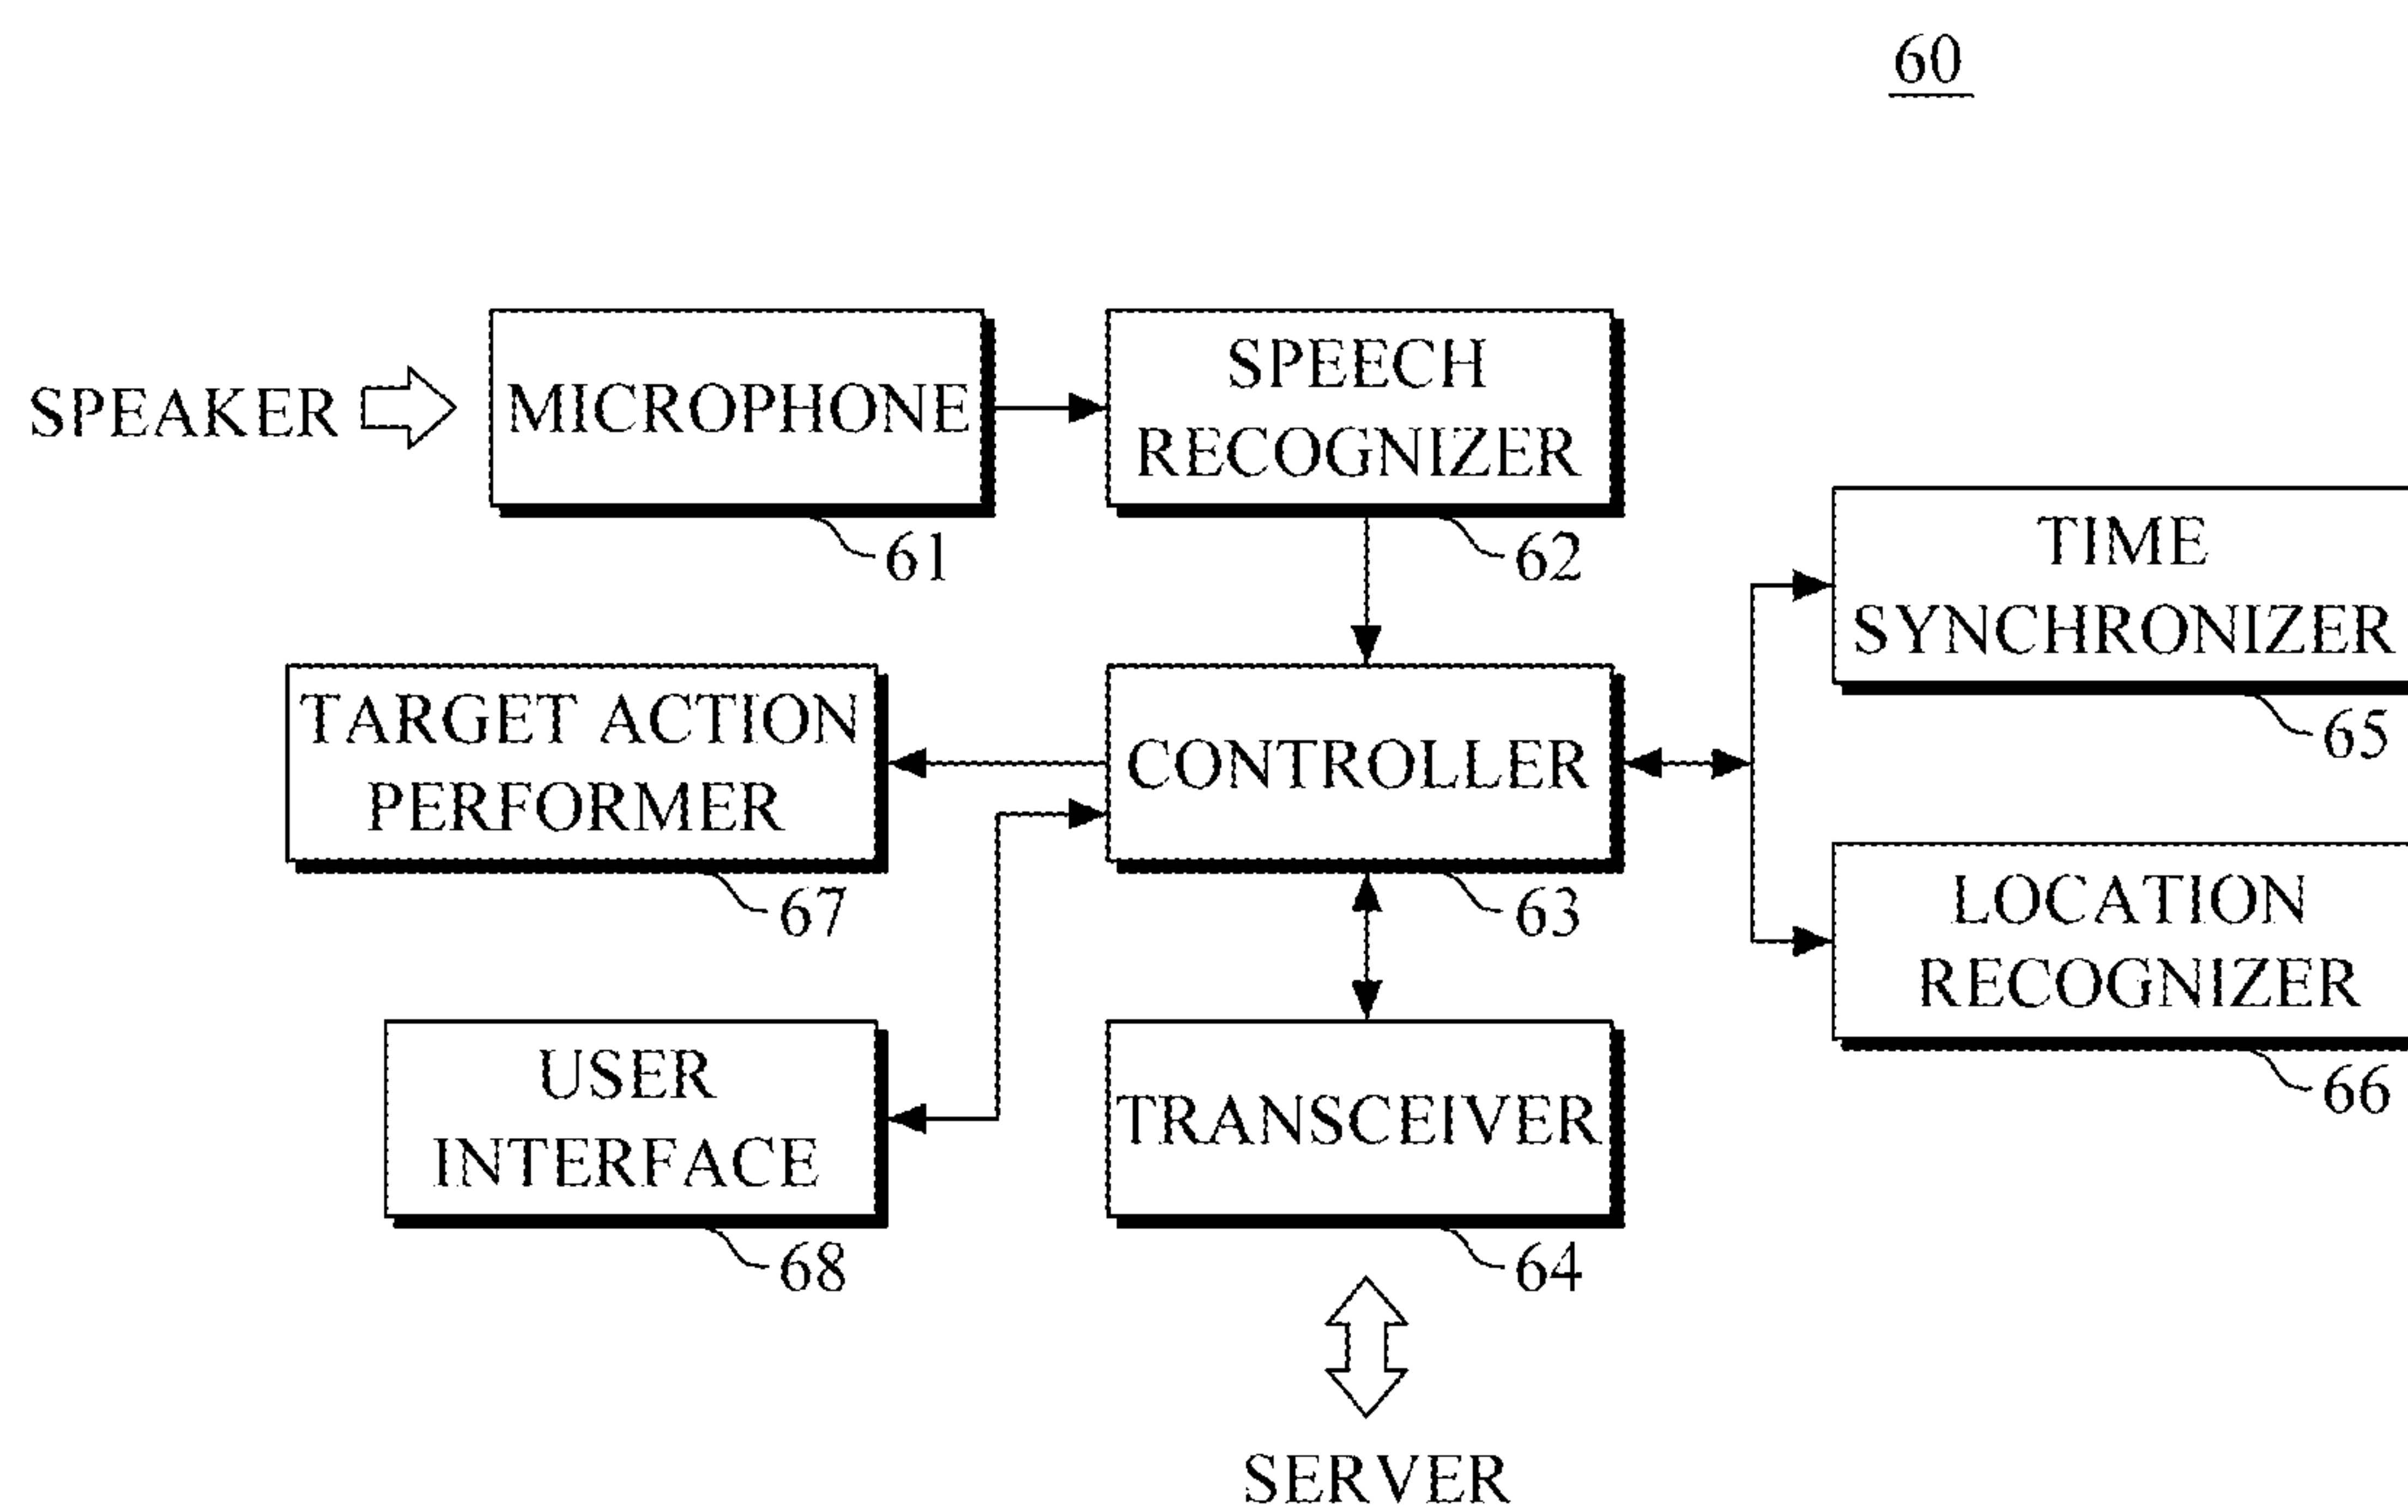 60
SPEAKER
MICROPHONE
61
SPEECH
RECOGNIZER
62
TIME
SYNCHRONIZER
65
TARGET ACTION
PERFORMER
67
CONTROLLER
63
LOCATION
RECOGNIZER
66
USER
INTERFACE
68
TRANSCEIVER
64
SERVER